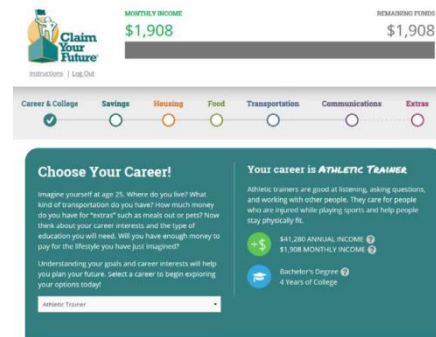 Claim
Your
Future
MONTHLY INCOME
$1,908
REMAINING FUNDS
$1,908
Instructions | Log Out
Career & College
Savings
Housing
Food
Transportation
Communications
Extras
Choose Your Career!
Imagine yourself at age 25. Where do you live? What
kind of transportation do you have? How much money
do you have for "extras" such as meals out or pets? Now
think about your career interests and the type of
education you will need. Will you have enough money to
pay for the lifestyle you have just imagined?
Understanding your goals and career interests will help
you plan your future. Select a career to begin exploring
your options today!
Athletic Trainer
Your career is ATHLETIC TRAINER
Athletic trainers are good at listening, asking questions,
and working with other people. They care for people
who are injured while playing sports and help people
stay physically fit.
+$
$41,280 ANNUAL INCOME ?
$1,908 MONTHLY INCOME ?
Bachelor's Degree ?
4 Years of College